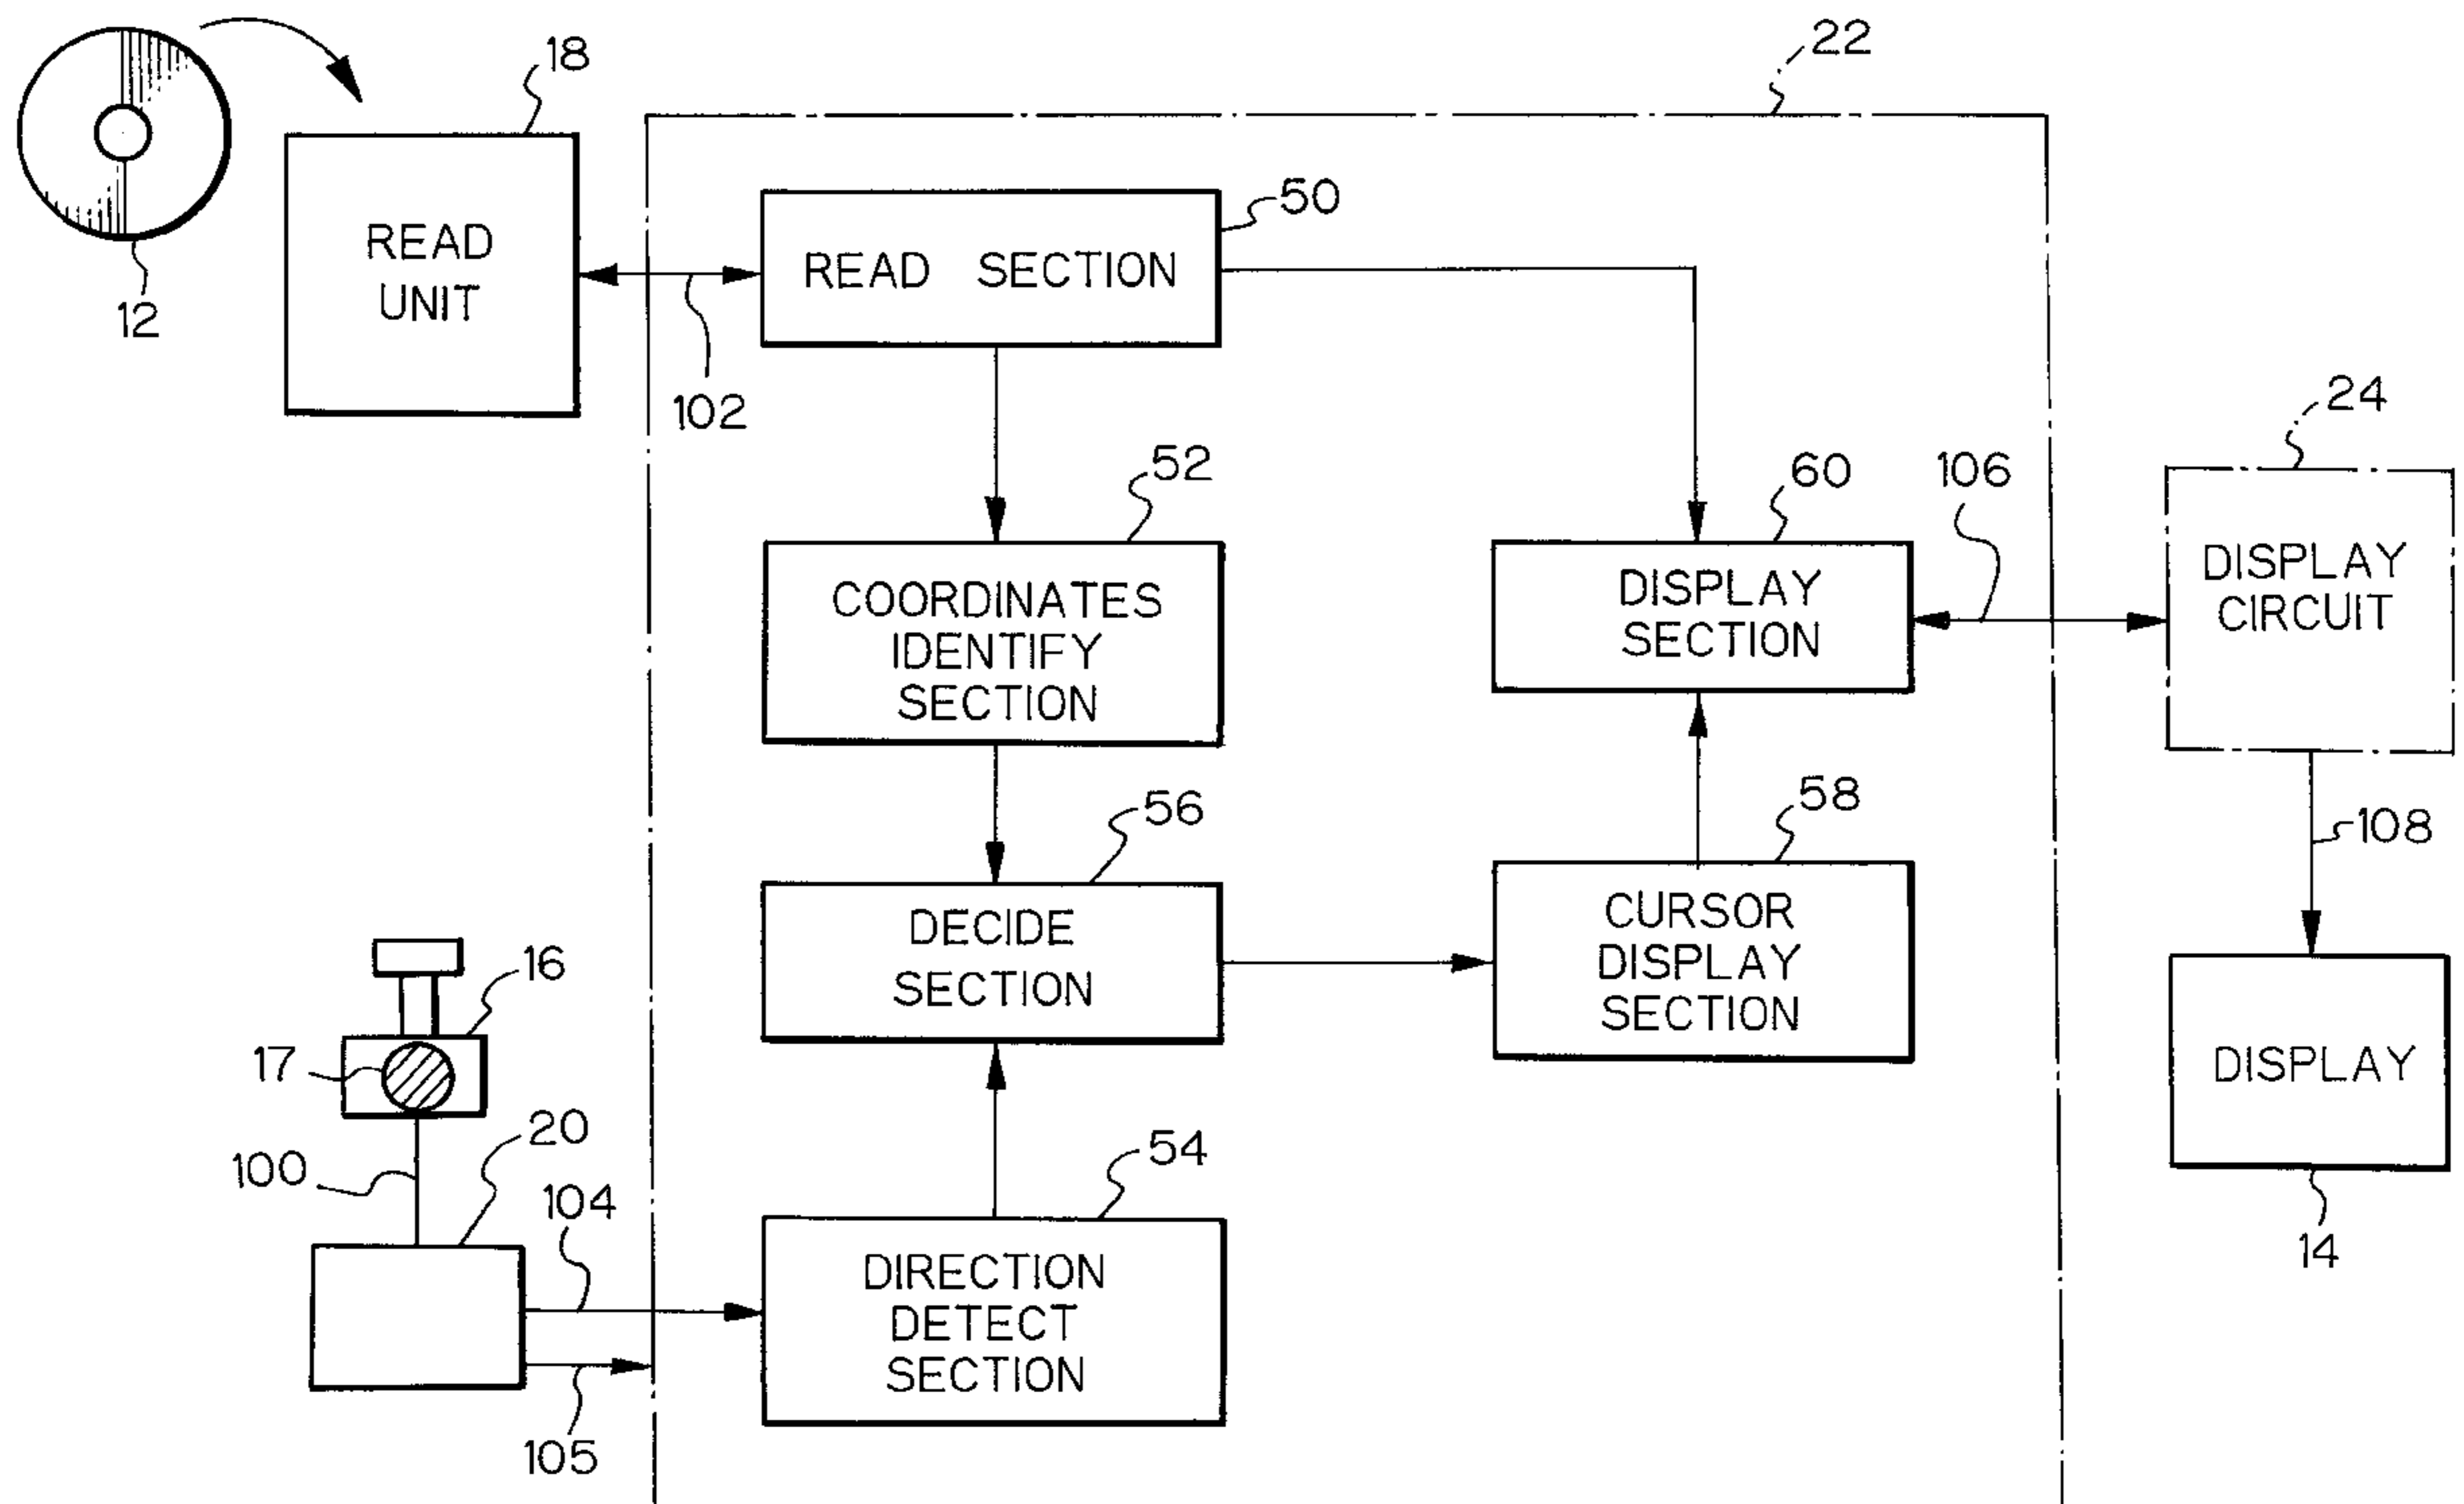 22
18
50
READ
UNIT
READ SECTION
12
102
24
52
60
106
DISPLAY
CIRCUIT
COORDINATES
IDENTIFY
SECTION
DISPLAY
SECTION
56
58
108
DECIDE
SECTION
CURSOR
DISPLAY
SECTION
16
17
DISPLAY
20
54
100
104
14
DIRECTION
DETECT
SECTION
105